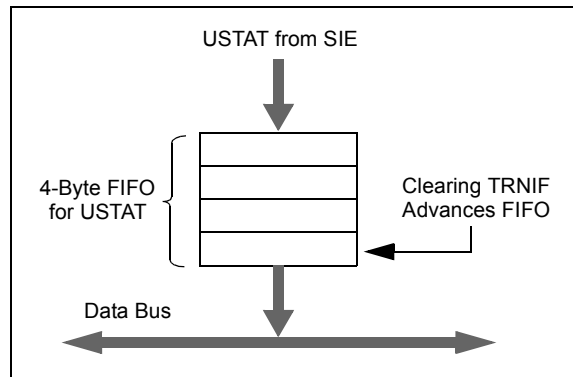 USTAT from SIE
4-Byte FIFO
for USTAT
Clearing TRNIF
Advances FIFO
Data Bus